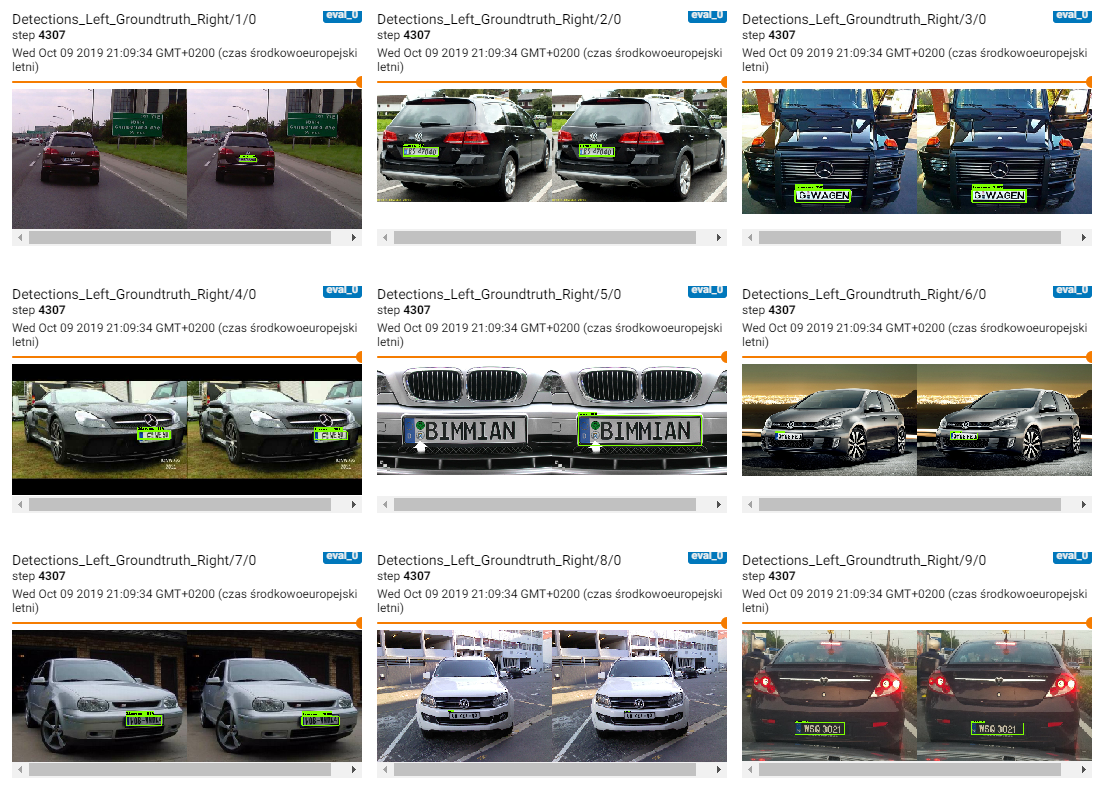 Detections_Left_Groundtruth_Right/1/0
eval_0
step 4307
Wed Oct 09 2019 21:09:34 GMT+0200 (czas środkowoeuropejski
letni)
Detections_Left_Groundtruth_Right/2/0
eval_0
step 4307
Wed Oct 09 2019 21:09:34 GMT+0200 (czas środkowoeuropejski
letni)
Detections_Left_Groundtruth_Right/3/0
eval_0
step 4307
Wed Oct 09 2019 21:09:34 GMT+0200 (czas środkowoeuropejski
letni)
G:WAGEN
G:WAGEN
Detections_Left_Groundtruth_Right/4/0
eval_0
step 4307
Wed Oct 09 2019 21:09:34 GMT+0200 (czas środkowoeuropejski
letni)
Detections_Left_Groundtruth_Right/5/0
eval_0
step 4307
Wed Oct 09 2019 21:09:34 GMT+0200 (czas środkowoeuropejski
letni)
BIMMIAN
BIMMIAN
Detections_Left_Groundtruth_Right/6/0
eval_0
step 4307
Wed Oct 09 2019 21:09:34 GMT+0200 (czas środkowoeuropejski
letni)
Detections_Left_Groundtruth_Right/7/0
eval_0
step 4307
Wed Oct 09 2019 21:09:34 GMT+0200 (czas środkowoeuropejski
letni)
Detections_Left_Groundtruth_Right/8/0
eval_0
step 4307
Wed Oct 09 2019 21:09:34 GMT+0200 (czas środkowoeuropejski
letni)
Detections_Left_Groundtruth_Right/9/0
eval_0
step 4307
Wed Oct 09 2019 21:09:34 GMT+0200 (czas środkowoeuropejski
letni)
WGQ 3021
WGQ 3021